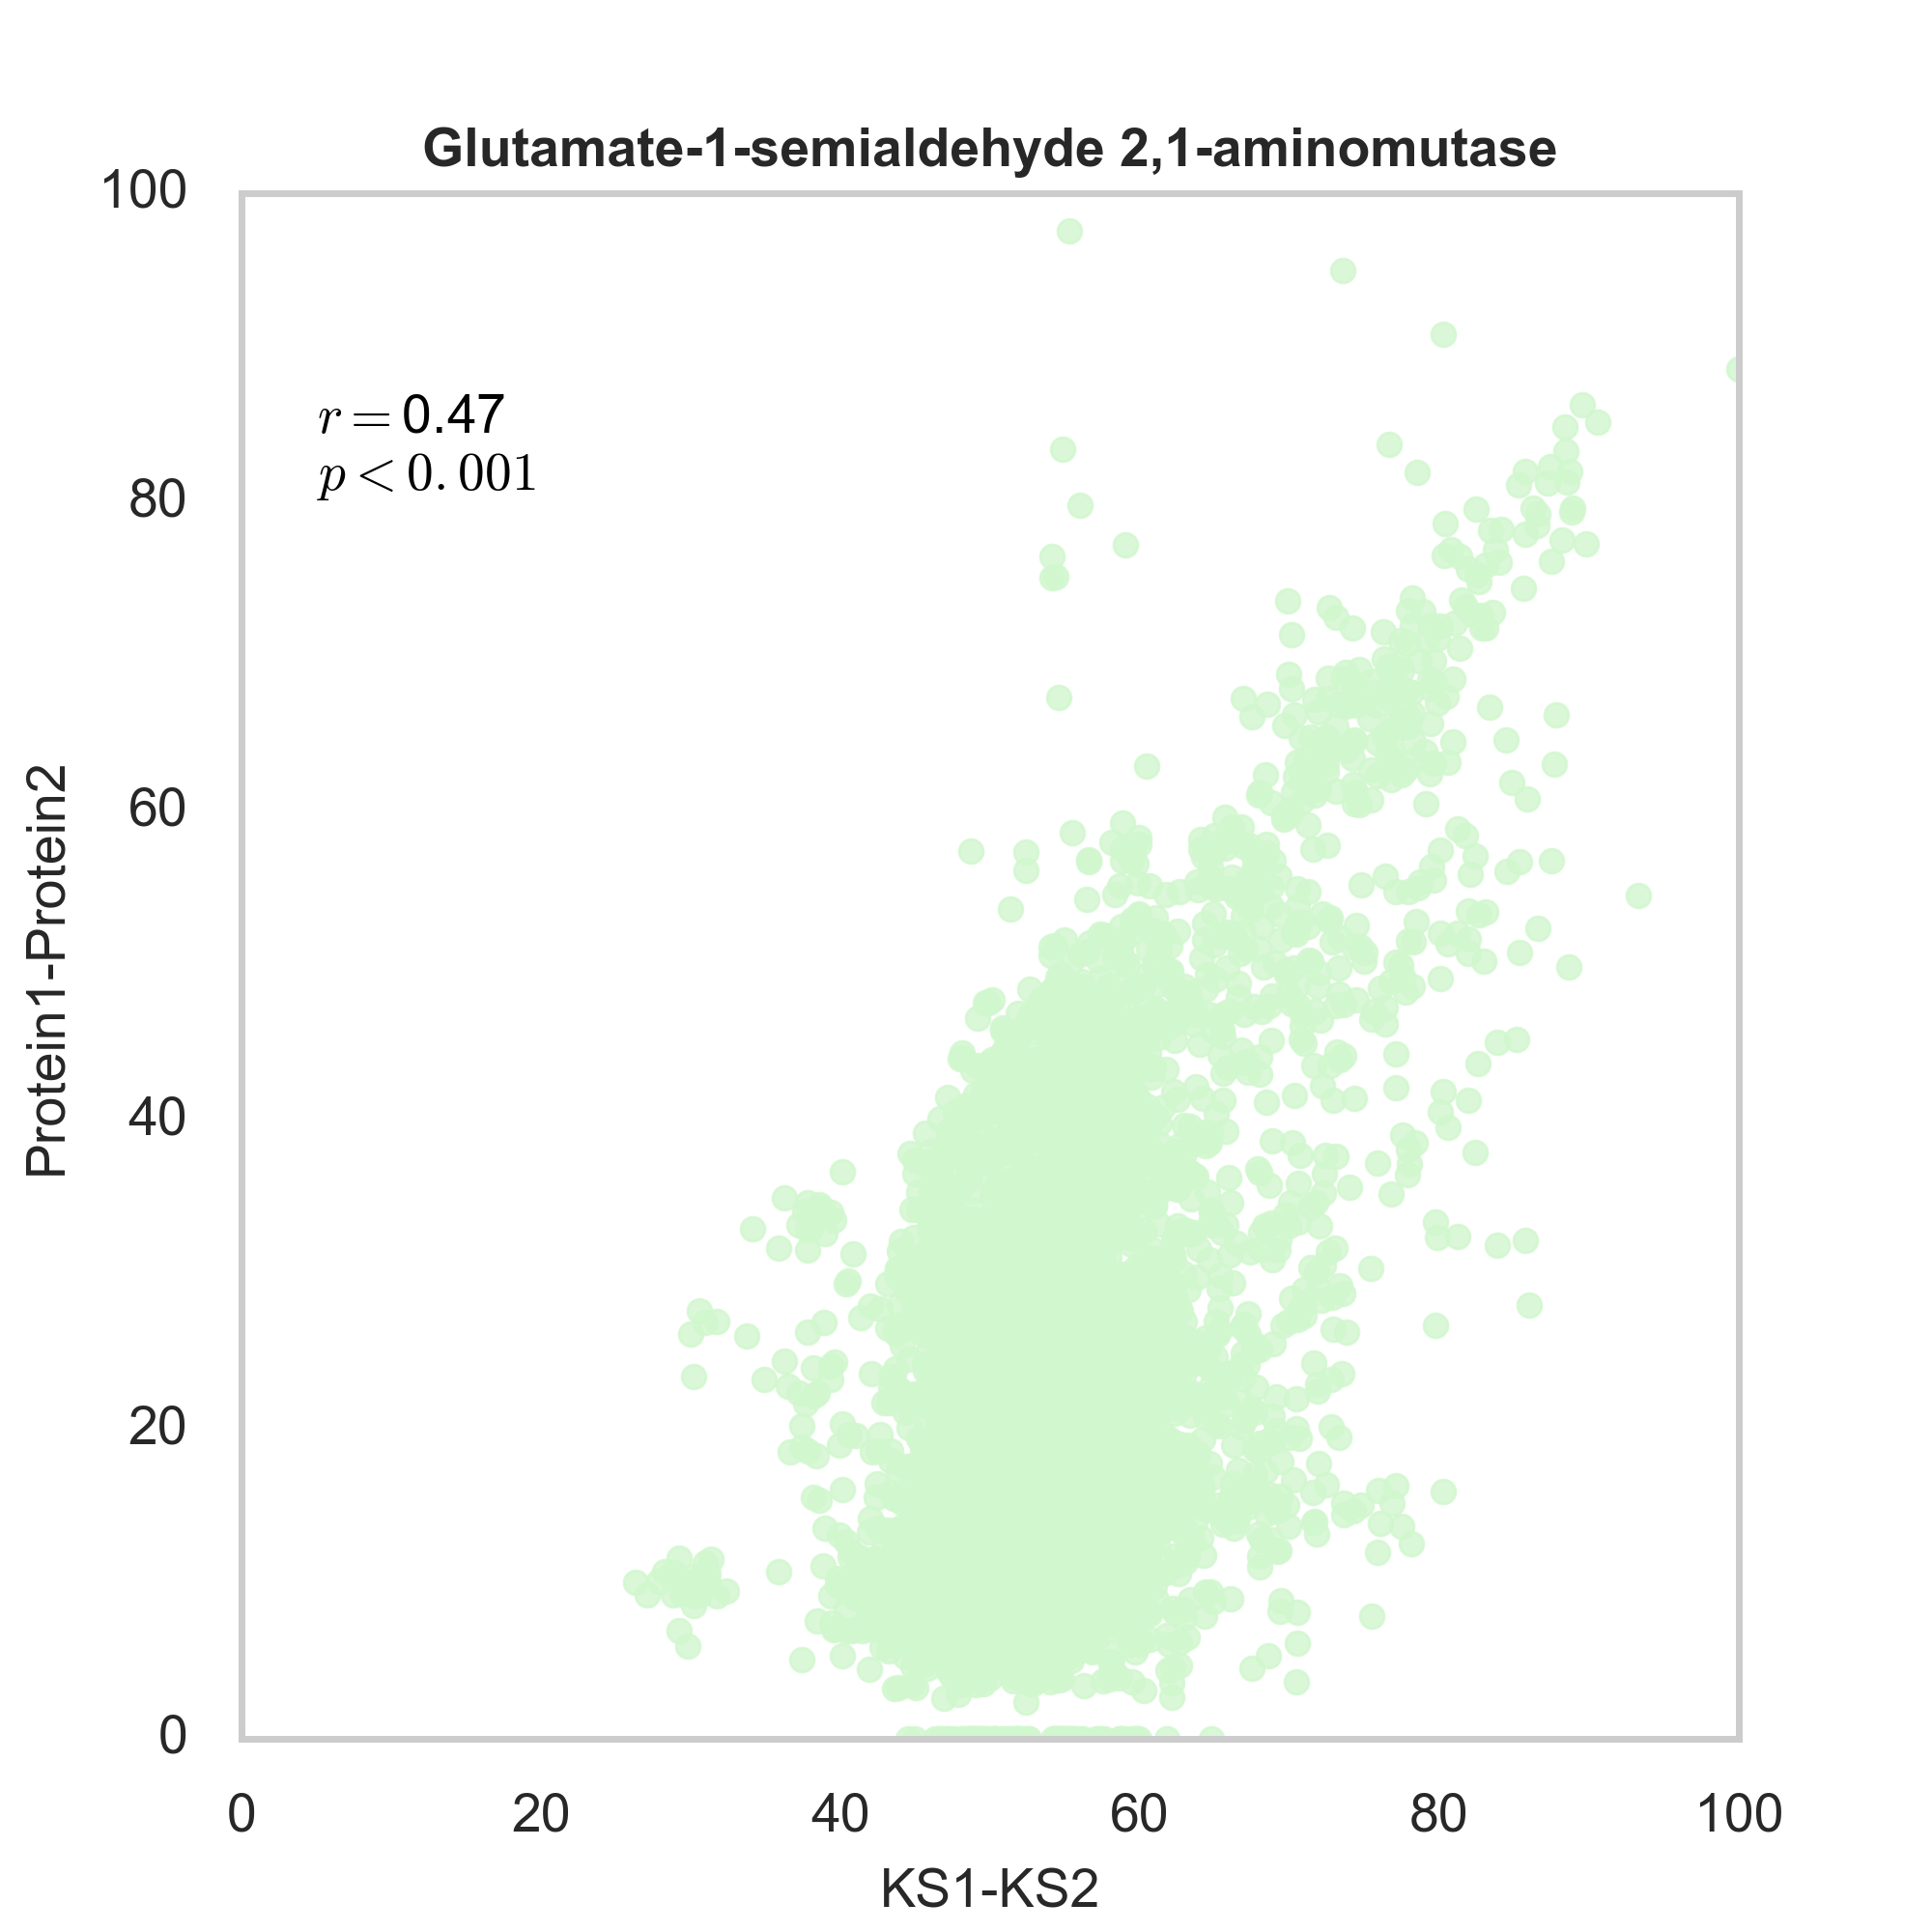 Glutamate-1-semialdehyde 2,1-aminomutase
100
80
60
40
20
0
r = 0.47
p < 0.001
Protein1-Protein2
0 20 40 60 80 100
KS1-KS2